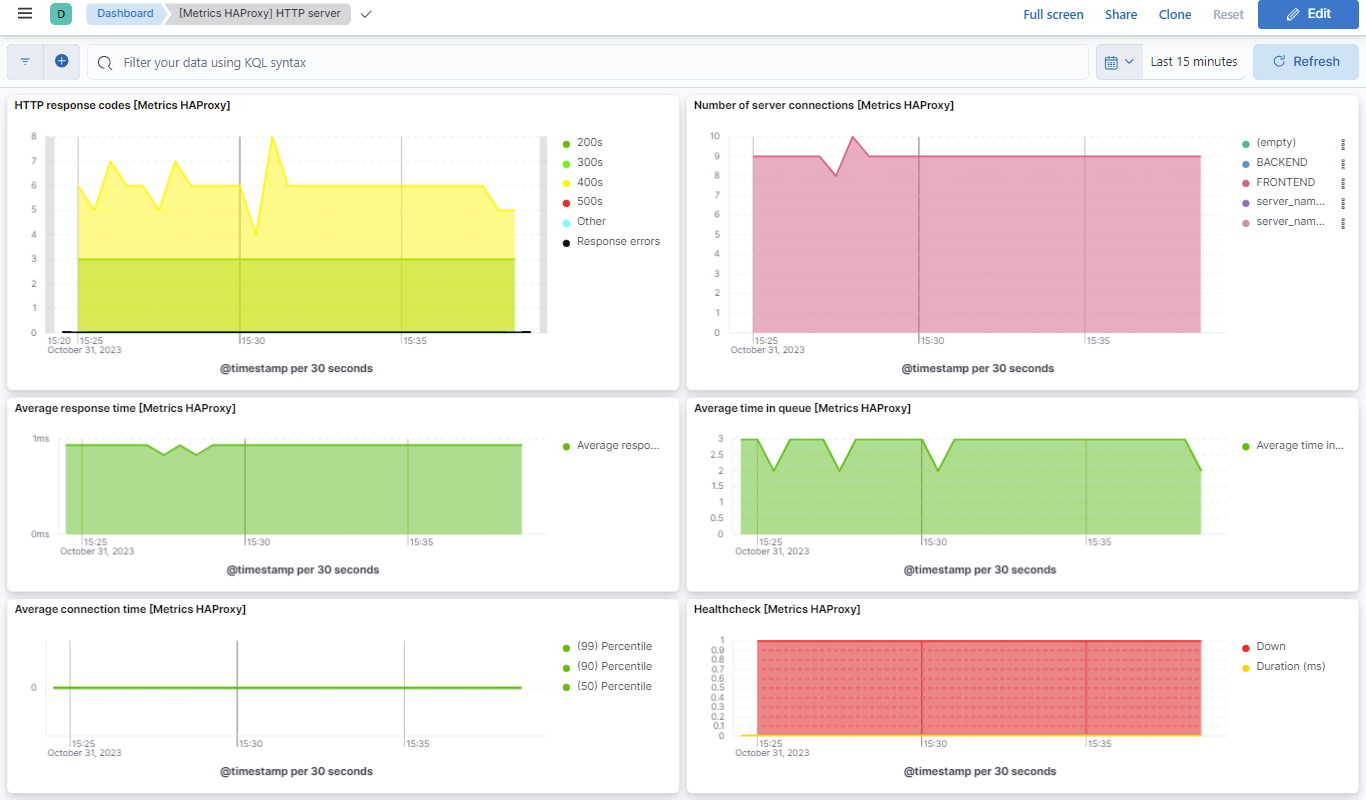 D Dashboard [Metrics HAProxy] HTTP server Full screen Share Clone Reset Edit
Filter your data using KQL syntax Last 15 minutes Refresh
HTTP response codes [Metrics HAProxy]
8
7
6
5
4
3
2
1
0
15:20 15:25 15:30 15:35
October 31, 2023
@timestamp per 30 seconds
200s
300s
400s
500s
Other
Response errors
Number of server connections [Metrics HAProxy]
10
9
8
7
6
5
4
3
2
1
0
15:25 15:30 15:35
October 31, 2023
@timestamp per 30 seconds
(empty)
BACKEND
FRONTEND
server_nam...
server_nam...
Average response time [Metrics HAProxy]
1ms
0ms
15:25 15:30 15:35
October 31, 2023
@timestamp per 30 seconds
Average respo...
Average time in queue [Metrics HAProxy]
3
2.5
2
1.5
1
0.5
0
15:25 15:30 15:35
October 31, 2023
@timestamp per 30 seconds
Average time in...
Average connection time [Metrics HAProxy]
0
15:25 15:30 15:35
October 31, 2023
@timestamp per 30 seconds
(99) Percentile
(90) Percentile
(50) Percentile
Healthcheck [Metrics HAProxy]
1
0.9
0.8
0.7
0.6
0.5
0.4
0.3
0.2
0.1
0
15:25 15:30 15:35
October 31, 2023
@timestamp per 30 seconds
Down
Duration (ms)